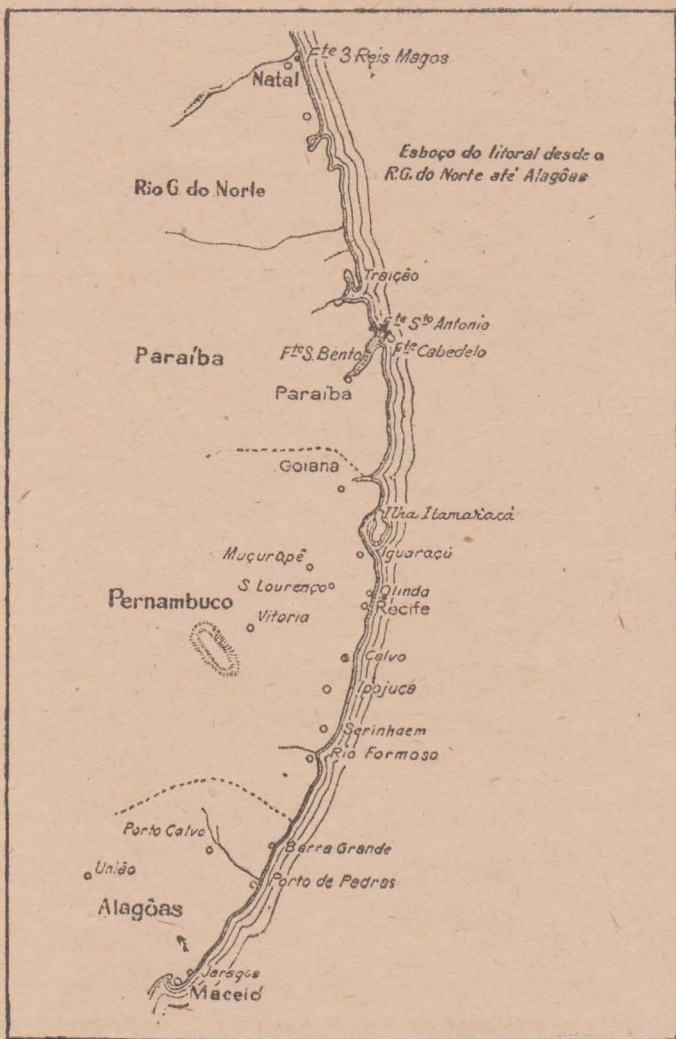 Fte 3 Reis Magos
Natal
Esboço do litoral desde o
R.G. do Norte até Alagôas
Rio G. do Norte
Traição
Fte Sto Antonio
Paraíba
Fte S. Bento
Fte Cabedelo
Paraíba
Goiana
Ilha Itamaracá
Muçurupê
Iguaraçú
S. Lourenço
Olinda
Pernambuco
Recife
Vitoria
Calvo
Ipojuca
Serinhaem
Rio Formoso
Porto Calvo
Barra Grande
União
Porto de Pedras
Alagôas
Jaragua
Maceió